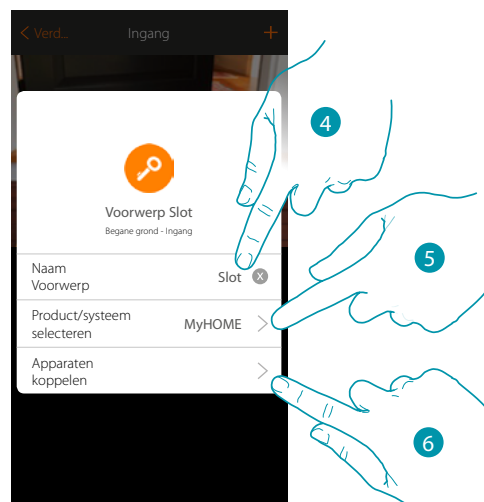 Verd... Ingang +
4
Voorwerp Slot
Begane grond - Ingang
Naam
Voorwerp
Slot X
5
Product/systeem
selecteren
MyHOME
Apparaten
koppelen
6